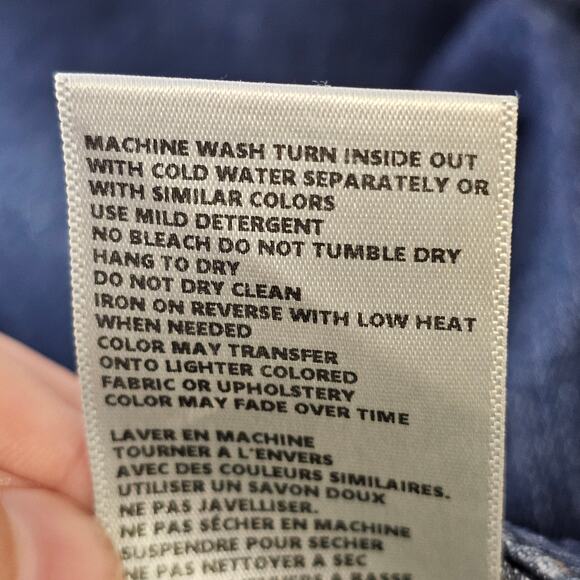 MACHINE WASH TURN INSIDE OUT
WITH COLD WATER SEPARATELY OR
WITH SIMILAR COLORS
USE MILD DETERGENT
NO BLEACH DO NOT TUMBLE DRY
HANG TO DRY
DO NOT DRY CLEAN
IRON ON REVERSE WITH LOW HEAT
WHEN NEEDED
COLOR MAY TRANSFER
ONTO LIGHTER COLORED
FABRIC OR UPHOLSTERY
COLOR MAY FADE OVER TIME
LAVER EN MACHINE
TOURNER A L'ENVERS
AVEC DES COULEURS SIMILAIRES.
UTILISER UN SAVON DOUX
NE PAS JAVELLISER.
NE PAS SÉCHER EN MACHINE
SUSPENDRE POUR SÉCHER
NE PAS NETTOYER A SEC
A BASSE